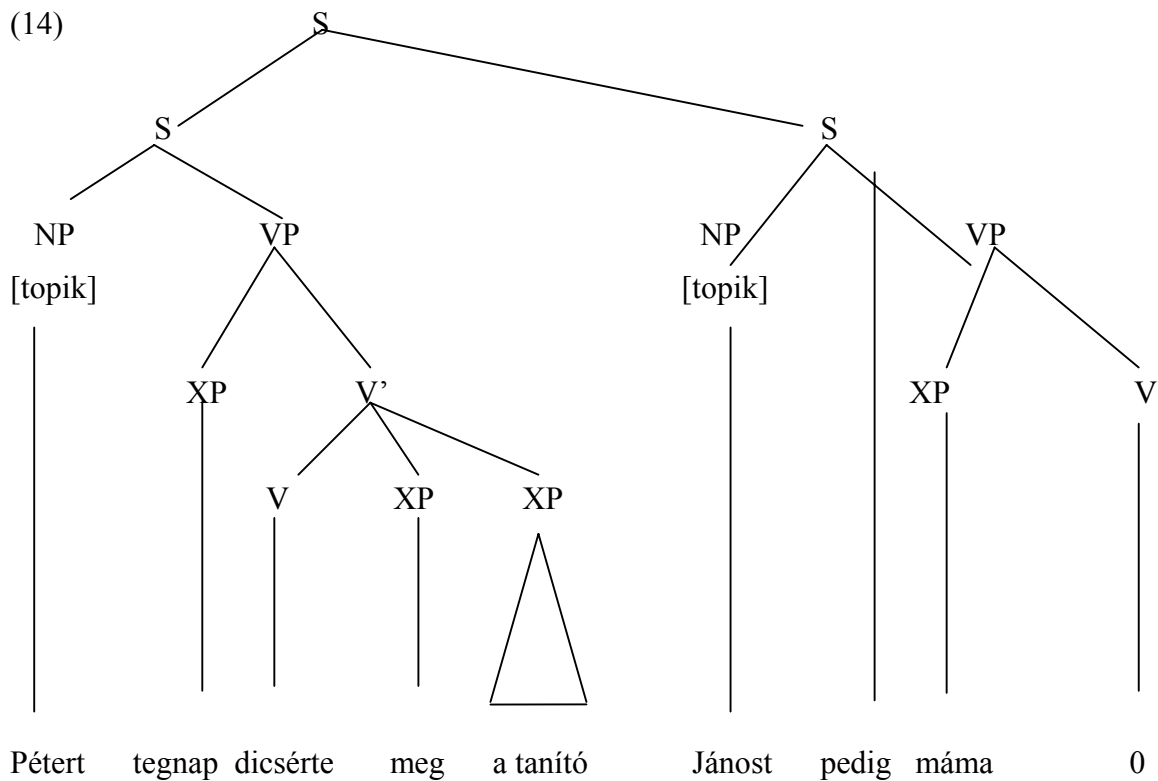 (14)
S
S S
NP VP NP VP
[topik] [topik]
XP V’ XP V
V XP XP
Pétert tegnap dicsérte meg a tanító Jánost pedig máma 0